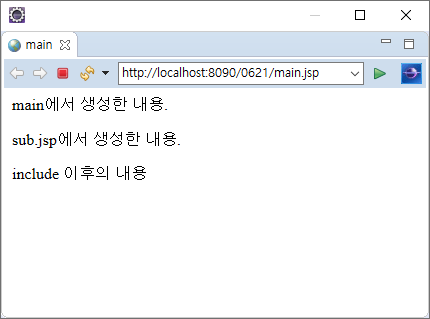 main
http://localhost:8090/0621/main.jsp
main에서 생성한 내용.
sub.jsp에서 생성한 내용.
include 이후의 내용